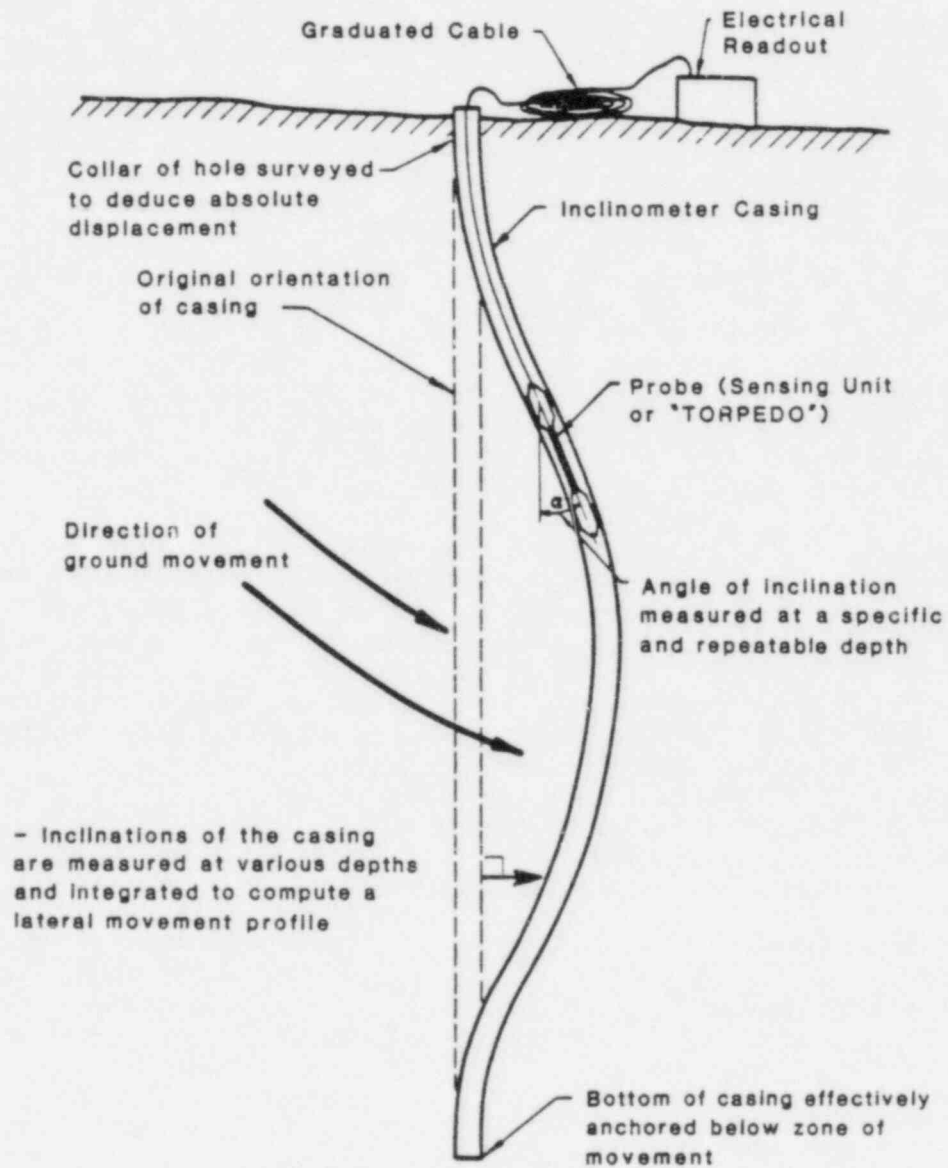 Graduated Cable
Electrical
Readout
Collar of hole surveyed
to deduce absolute
displacement
Inclinometer Casing
Original orientation
of casing
Probe (Sensing Unit
or "TORPEDO")
α
Direction of
ground movement
Angle of inclination
measured at a specific
and repeatable depth
- Inclinations of the casing
are measured at various depths
and integrated to compute a
lateral movement profile
Bottom of casing effectively
anchored below zone of
movement